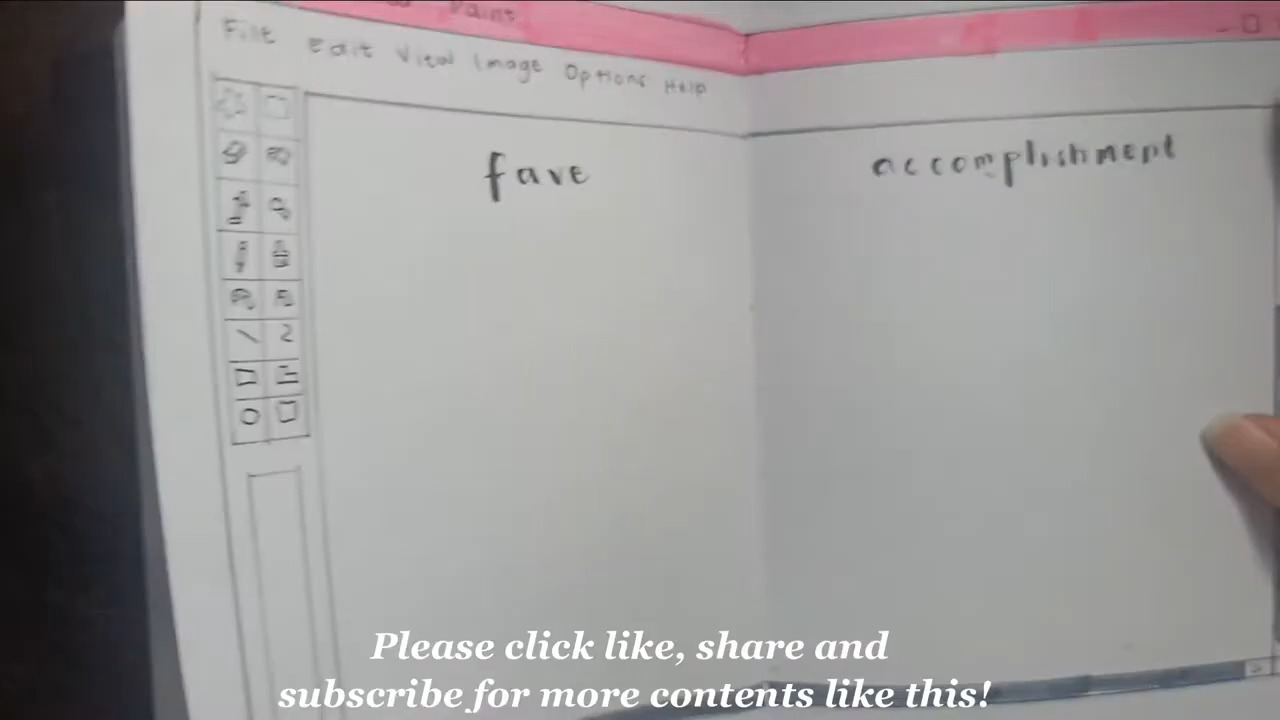 Paint
File Edit View Image Options Help
fave
accomplishment
Please click like, share and
subscribe for more contents like this!